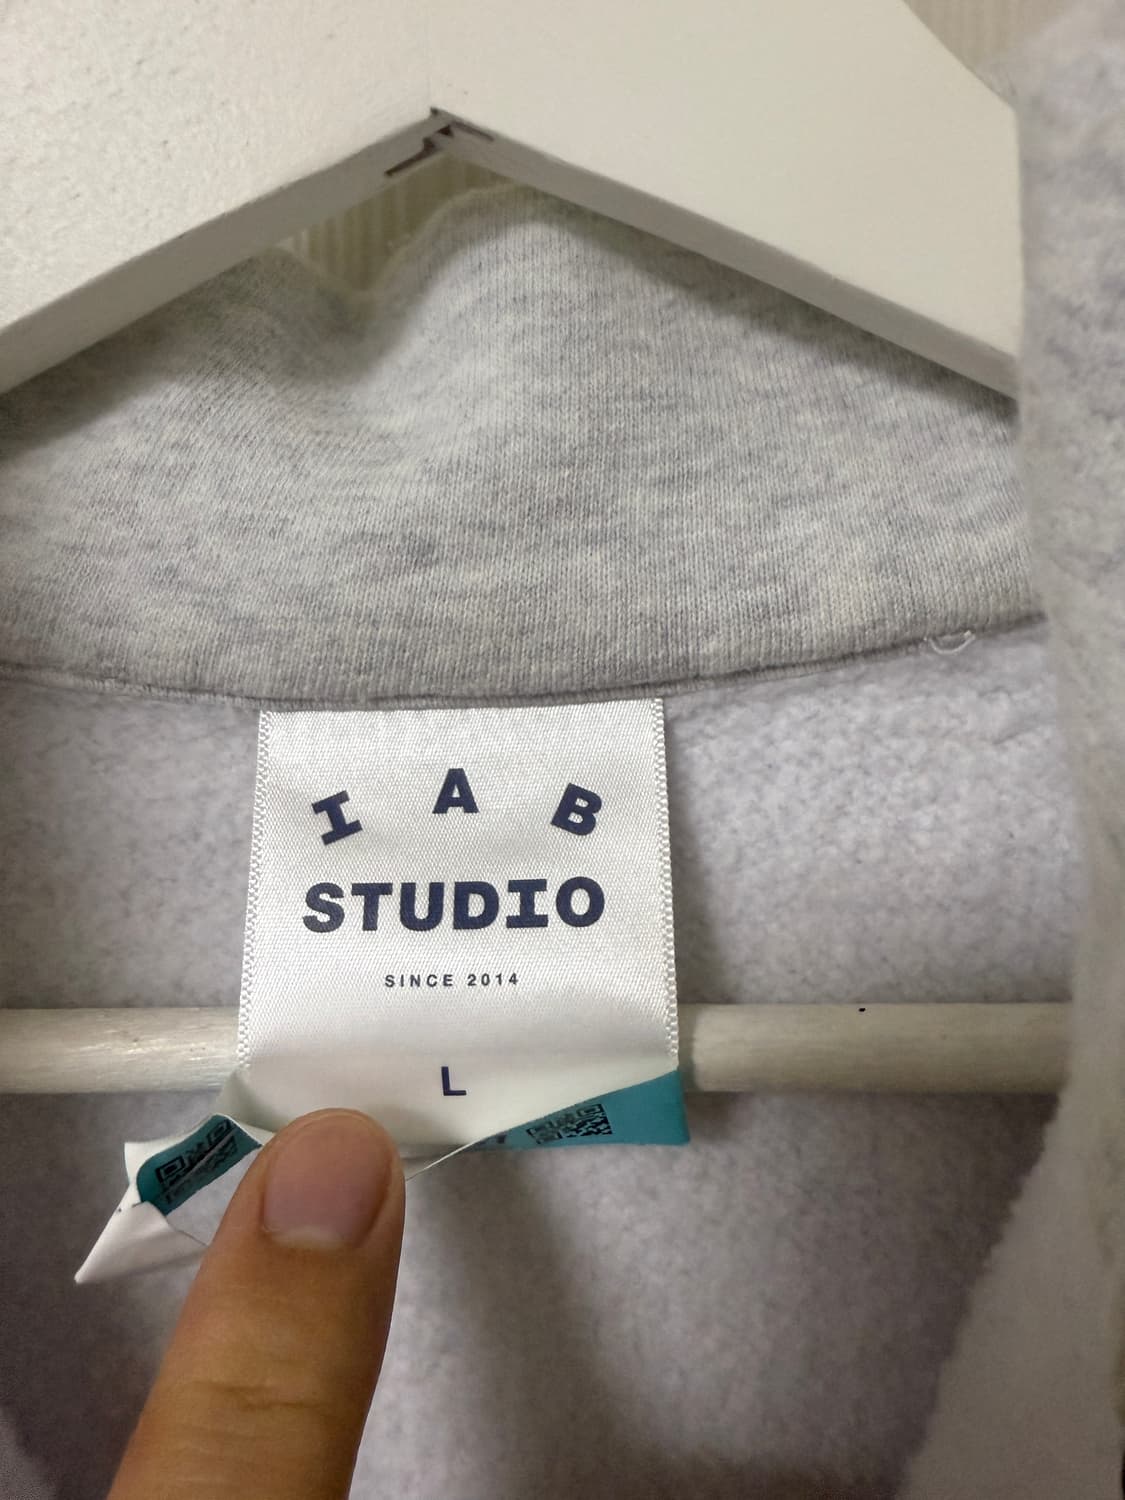 I A B
STUDIO
SINCE 2014
L